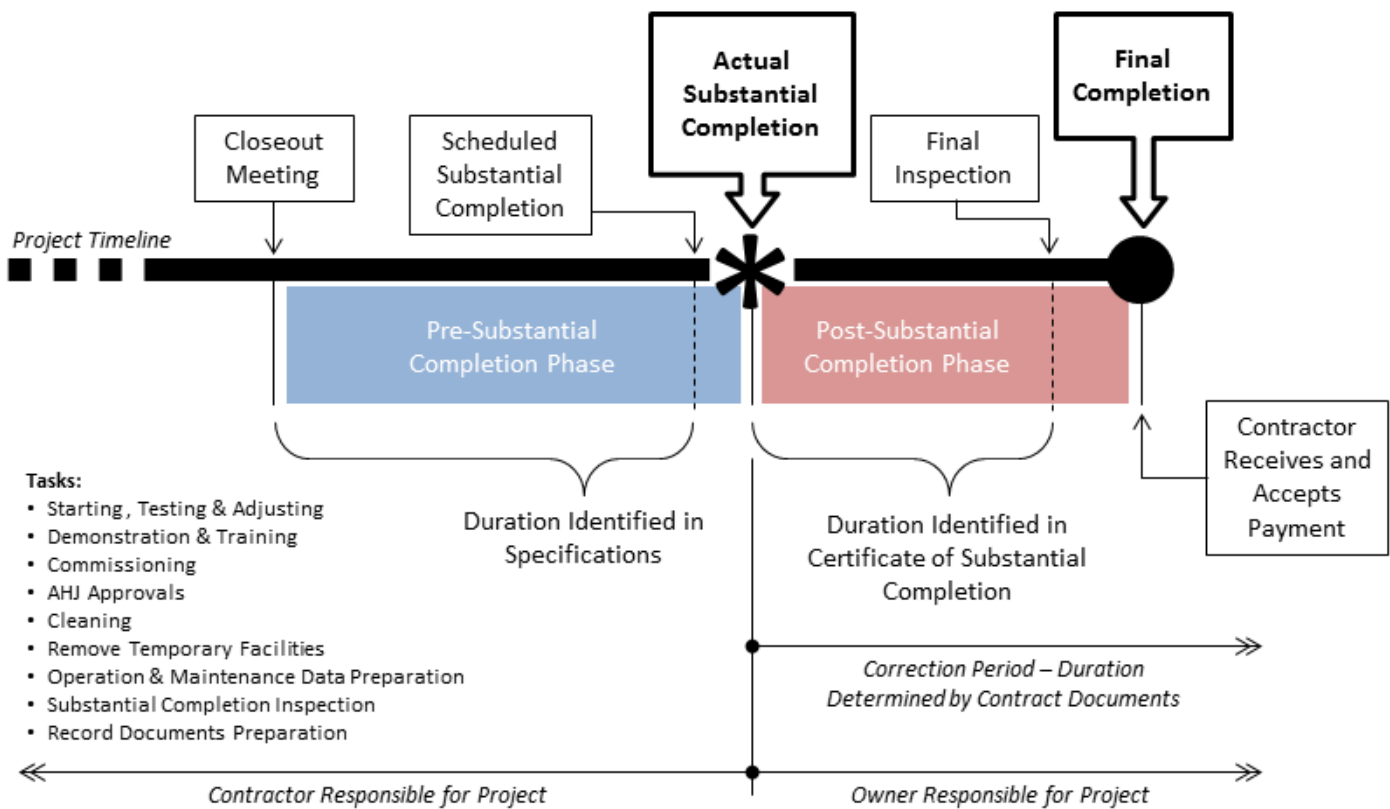 Actual
Substantial
Completion
Final
Completion
Closeout
Meeting
Scheduled
Substantial
Completion
Final
Inspection
Project Timeline
Pre-Substantial
Completion Phase
Post-Substantial
Completion Phase
Contractor
Receives and
Accepts
Payment
Tasks:
• Starting, Testing & Adjusting
• Demonstration & Training
• Commissioning
• AHJ Approvals
• Cleaning
• Remove Temporary Facilities
• Operation & Maintenance Data Preparation
• Substantial Completion Inspection
• Record Documents Preparation
Duration Identified in
Specifications
Duration Identified in
Certificate of Substantial
Completion
Correction Period – Duration
Determined by Contract Documents
Contractor Responsible for Project
Owner Responsible for Project